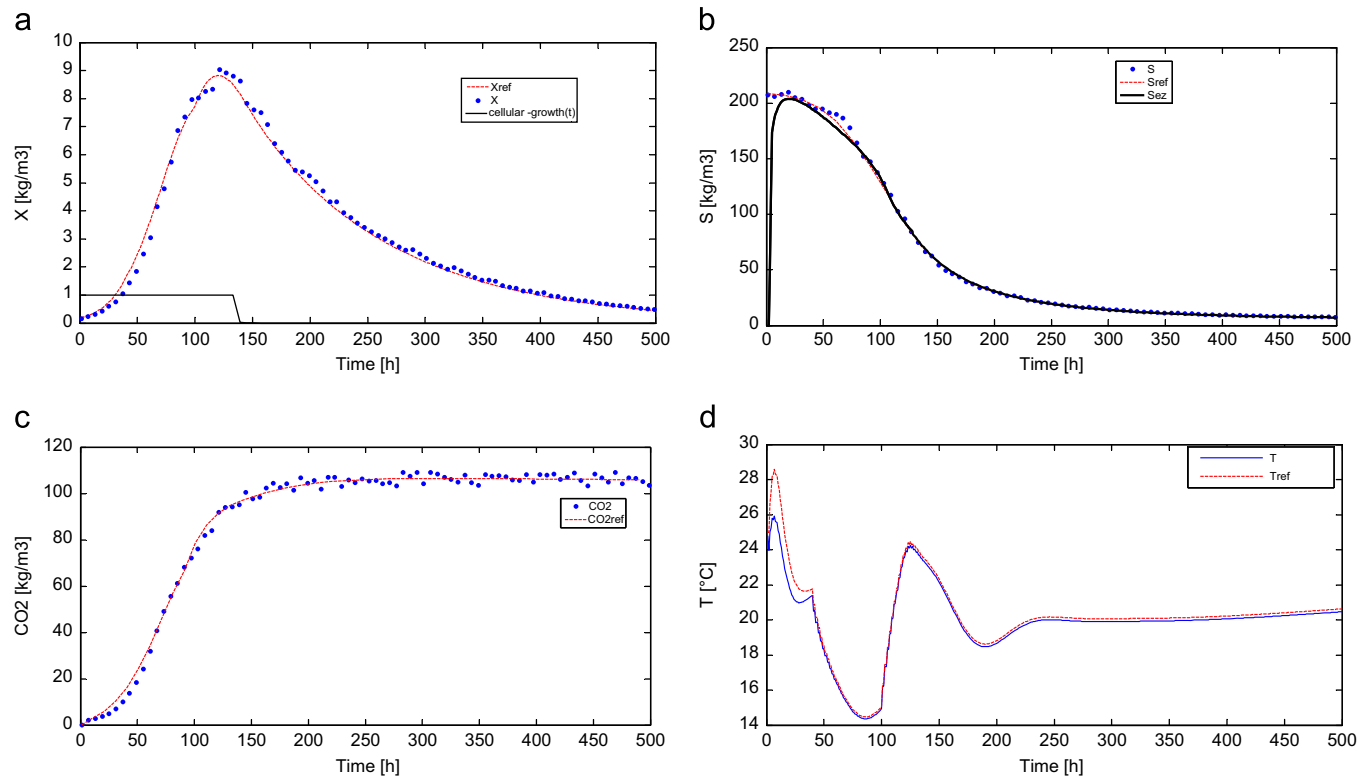 a
10
9
8
7
6
5
4
3
2
1
0
X [kg/m3]
0 50 100 150 200 250 300 350 400 450 500
Time [h]
Xref
X
cellular -growth(t)
b
250
200
150
100
50
0
S [kg/m3]
0 50 100 150 200 250 300 350 400 450 500
Time [h]
S
Sref
Sez
c
120
100
80
60
40
20
0
CO2 [kg/m3]
0 50 100 150 200 250 300 350 400 450 500
Time [h]
CO2
CO2ref
d
30
28
26
24
22
20
18
16
14
T [°C]
0 50 100 150 200 250 300 350 400 450 500
Time [h]
T
Tref